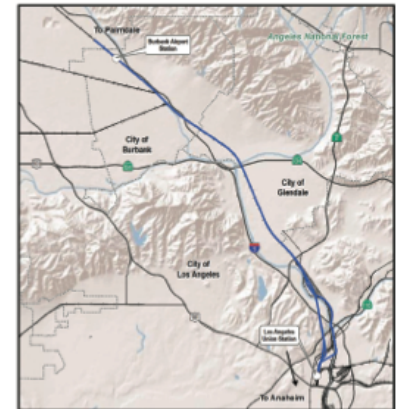 To Palmdale
Burbank Airport
Station
Angeles National Forest
City of
Burbank
City of
Glendale
City of
Los Angeles
Los Angeles
Union Station
To Anaheim